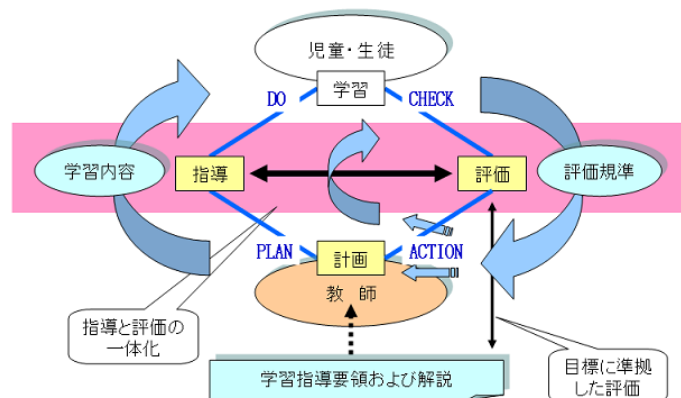 児童・生徒
学習
DO
CHECK
学習内容
指導
評価
評価規準
PLAN
計画
ACTION
教 師
指導と評価の
一体化
学習指導要領および解説
目標に準拠
した評価